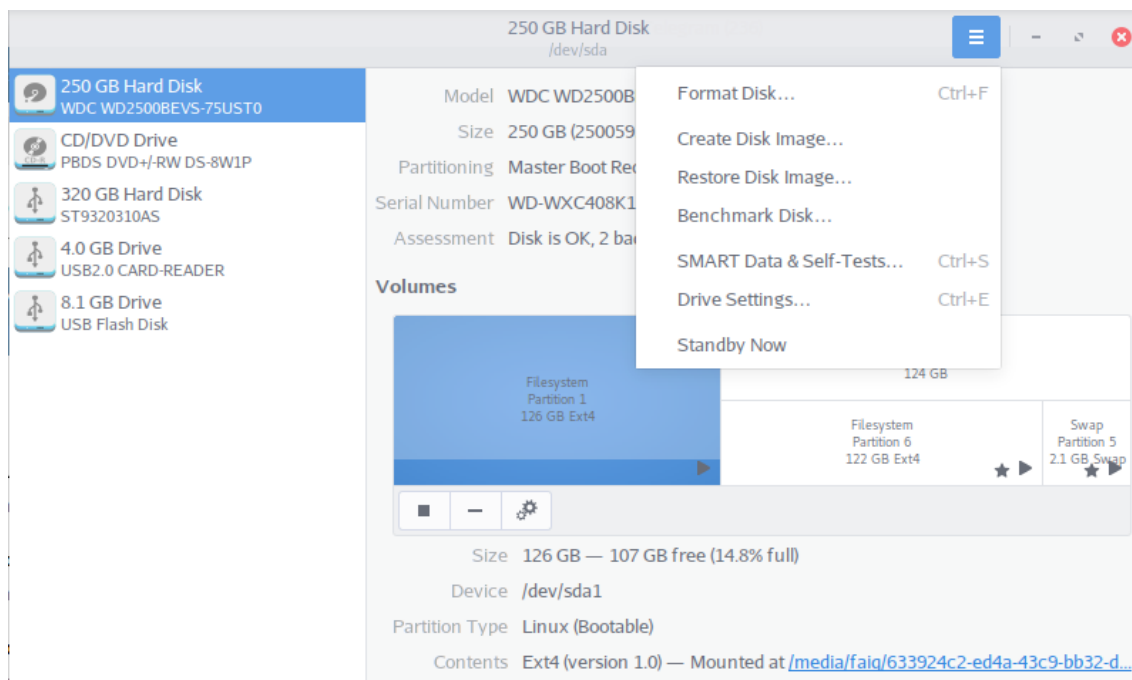 250 GB Hard Disk
/dev/sda
250 GB Hard Disk
WDC WD2500BEVS-75UST0
CD/DVD Drive
PBDS DVD+/-RW DS-8W1P
320 GB Hard Disk
ST9320310AS
4.0 GB Drive
USB2.0 CARD-READER
8.1 GB Drive
USB Flash Disk
Model WDC WD2500B
Size 250 GB (250059
Partitioning Master Boot Rec
Serial Number WD-WXC408K1
Assessment Disk is OK, 2 ba
Format Disk... Ctrl+F
Create Disk Image...
Restore Disk Image...
Benchmark Disk...
SMART Data & Self-Tests... Ctrl+S
Drive Settings... Ctrl+E
Standby Now
Volumes
Filesystem
Partition 1
126 GB Ext4
124 GB
Filesystem
Partition 6
122 GB Ext4
Swap
Partition 5
2.1 GB Swap
Size 126 GB — 107 GB free (14.8% full)
Device /dev/sda1
Partition Type Linux (Bootable)
Contents Ext4 (version 1.0) — Mounted at /media/faiq/633924c2-ed4a-43c9-bb32-d...